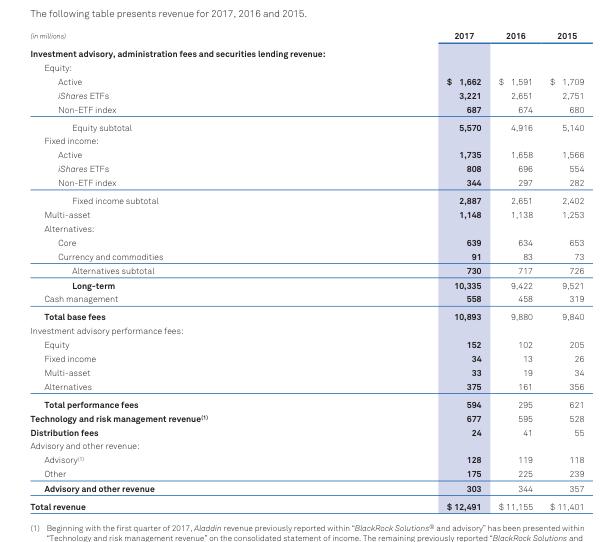 The following table presents revenue for 2017, 2016 and 2015.
(in millions) 2017 2016 2015
Investment advisory, administration fees and securities lending revenue:
Equity:
Active $ 1,662 $ 1,591 $ 1,709
iShares ETFs 3,221 2,651 2,751
Non-ETF index 687 674 680
Equity subtotal 5,570 4,916 5,140
Fixed income:
Active 1,735 1,658 1,566
iShares ETFs 808 696 554
Non-ETF index 344 297 282
Fixed income subtotal 2,887 2,651 2,402
Multi-asset 1,148 1,138 1,253
Alternatives:
Core 639 634 653
Currency and commodities 91 83 73
Alternatives subtotal 730 717 726
Long-term 10,335 9,422 9,521
Cash management 558 458 319
Total base fees 10,893 9,880 9,840
Investment advisory performance fees:
Equity 152 102 205
Fixed income 34 13 26
Multi-asset 33 19 34
Alternatives 375 161 356
Total performance fees 594 295 621
Technology and risk management revenue(1) 677 595 528
Distribution fees 24 41 55
Advisory and other revenue:
Advisory(1) 128 119 118
Other 175 225 239
Advisory and other revenue 303 344 357
Total revenue $ 12,491 $ 11,155 $ 11,401
(1) Beginning with the first quarter of 2017, Aladdin revenue previously reported within "BlackRock Solutions® and advisory" has been presented within
"Technology and risk management revenue" on the consolidated statement of income. The remaining previously reported "BlackRock Solutions and